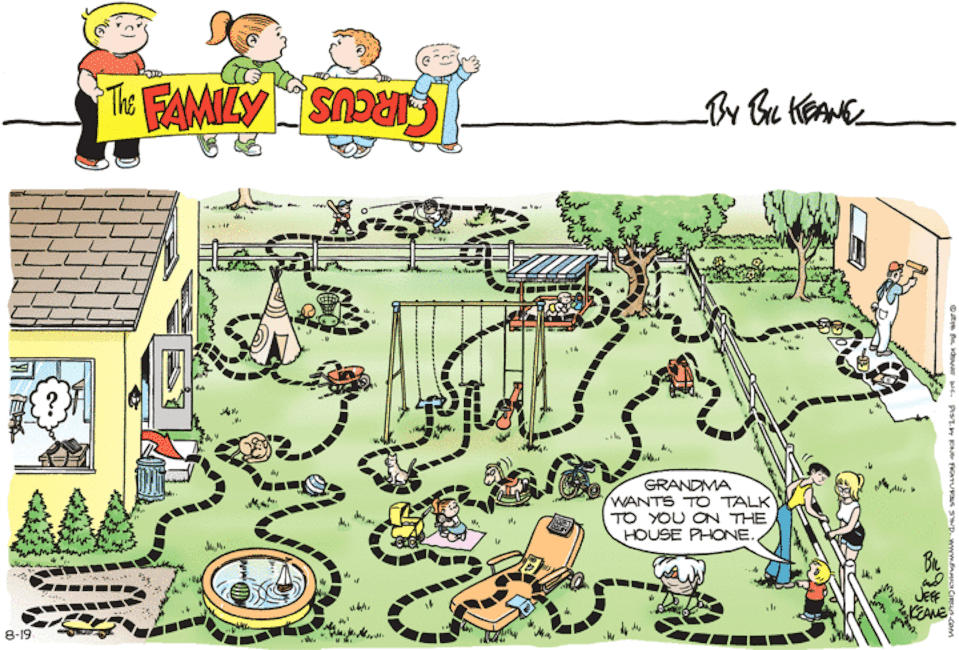 The FAMILY
CIRCUS
By BIL KEANE
?
GRANDMA
WANTS TO TALK
TO YOU ON THE
HOUSE PHONE.
BIL
and
JEFF
KEANE
8-19